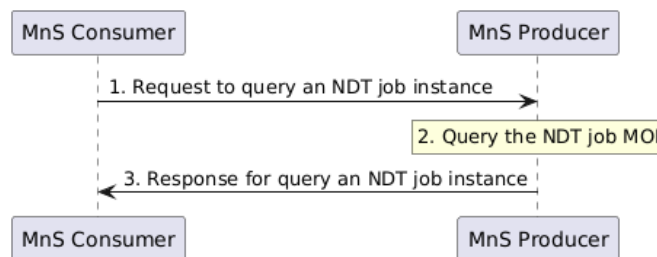 MnS Consumer
MnS Producer
1. Request to query an NDT job instance
2. Query the NDT job
3. Response for query an NDT job instance
MnS Consumer
MnS Producer